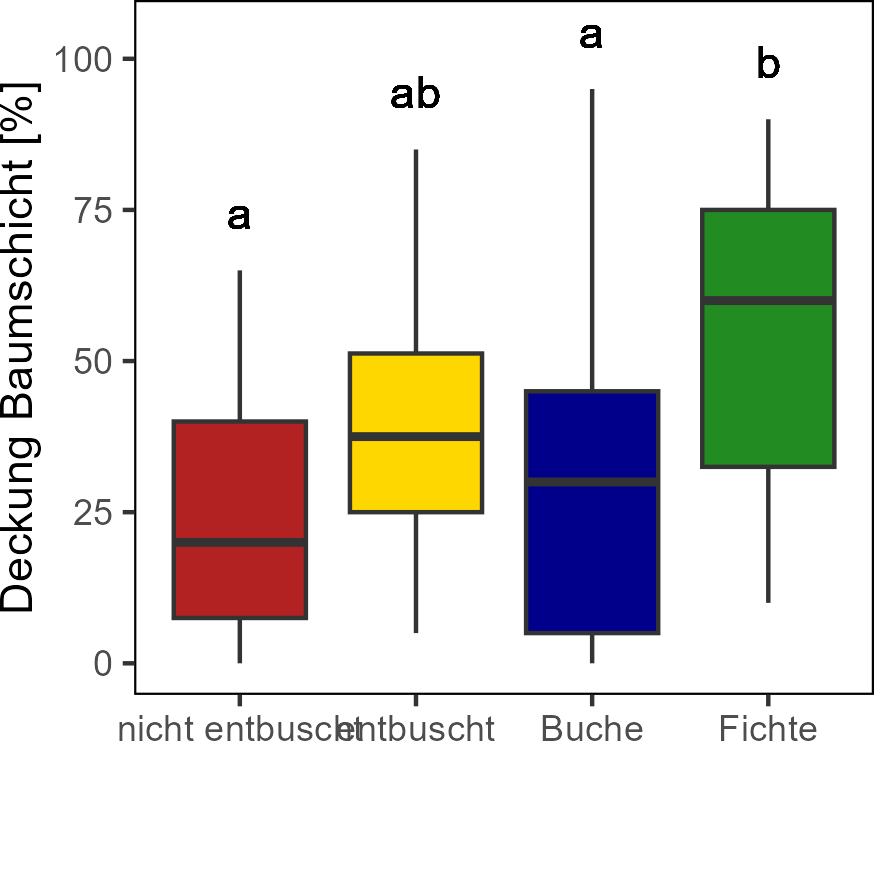 Deckung Baumschicht [%]
100
75
50
25
0
a
ab
a
b
nicht entbuscht
entbuscht
Buche
Fichte